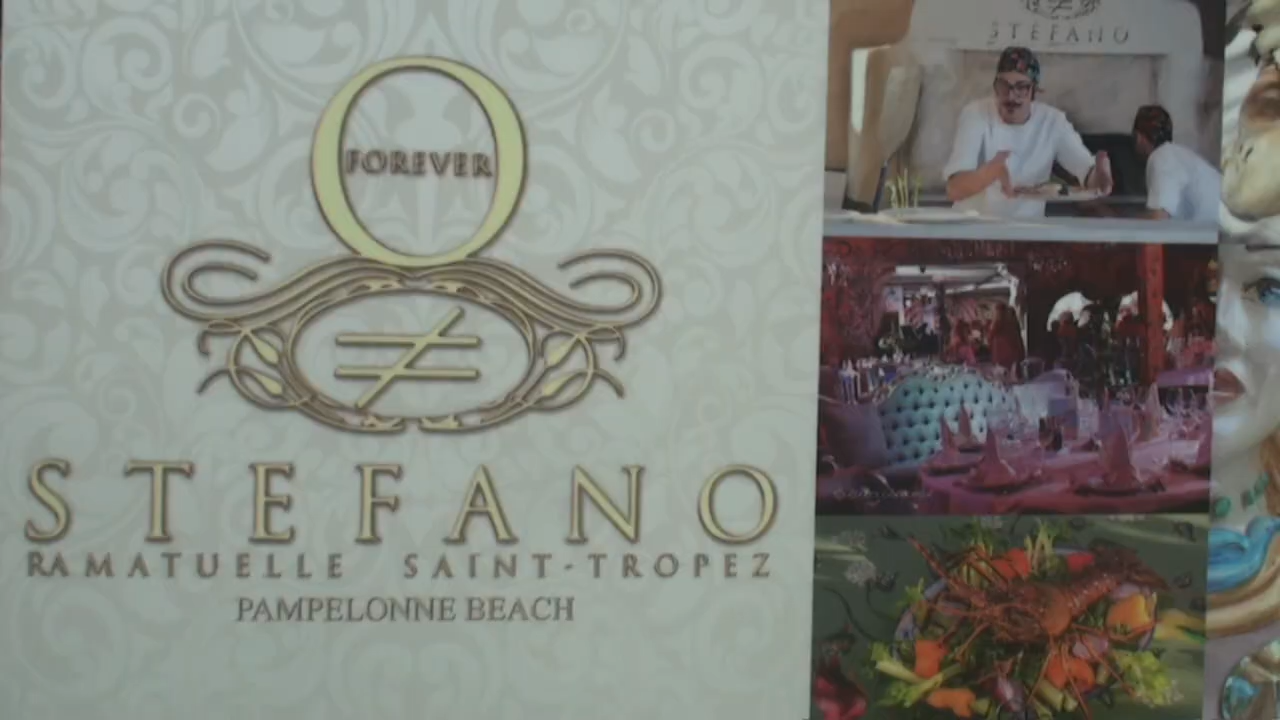 FOREVER
≠
STEFANO
RAMATUELLE SAINT-TROPEZ
PAMPELONNE BEACH
STEFANO